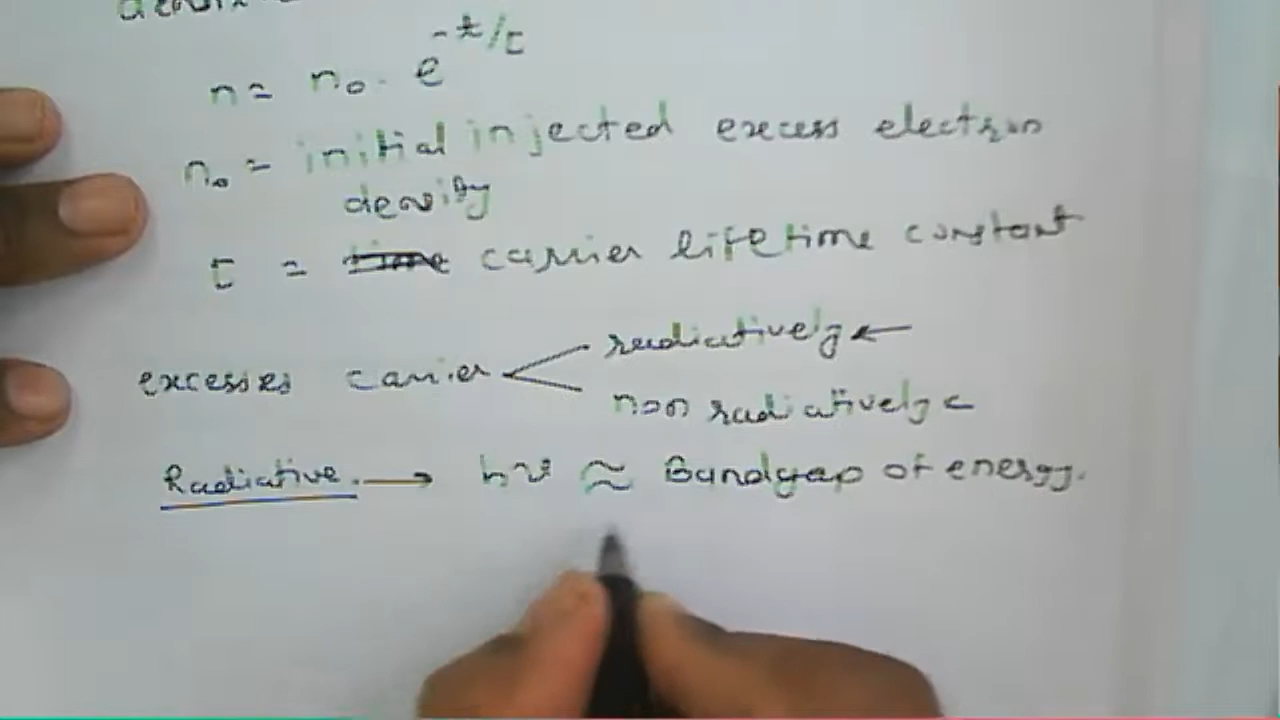 n = n₀ . e^{-t/τ}
n₀ = initial injected excess electron
density
τ = carrier lifetime constant
excesses carrier radiatively ←
non radiatively ←
Radiative. → hν ≈ Bandgap of energy.